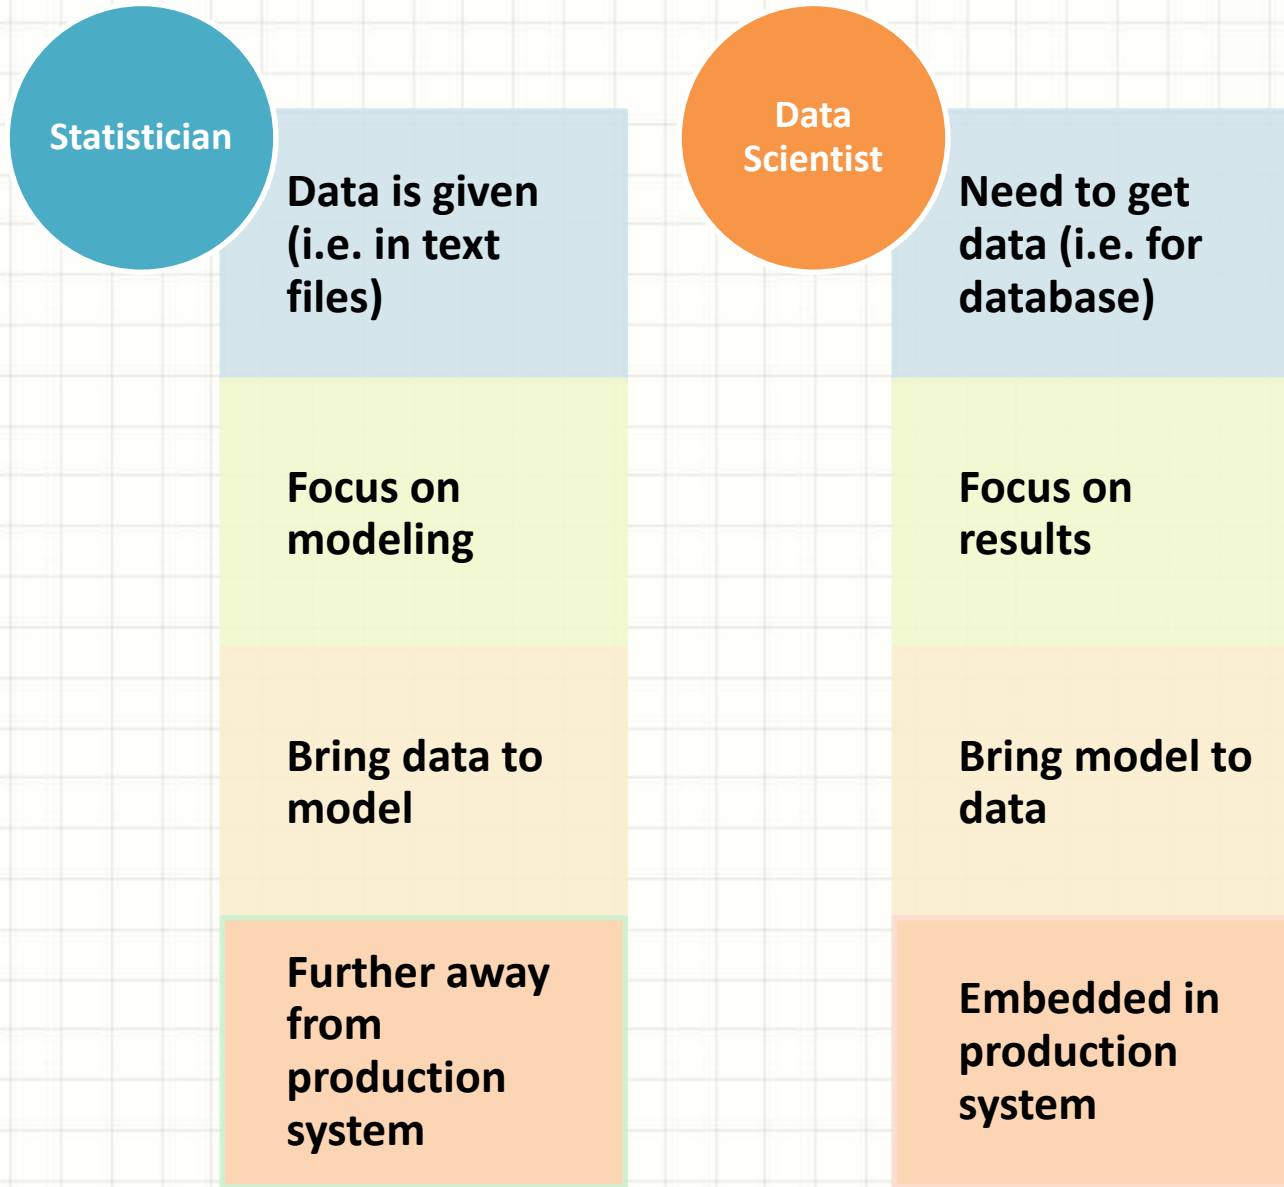 Statistician
Data is given
(i.e. in text
files)
Focus on
modeling
Bring data to
model
Further away
from
production
system
Data
Scientist
Need to get
data (i.e. for
database)
Focus on
results
Bring model to
data
Embedded in
production
system